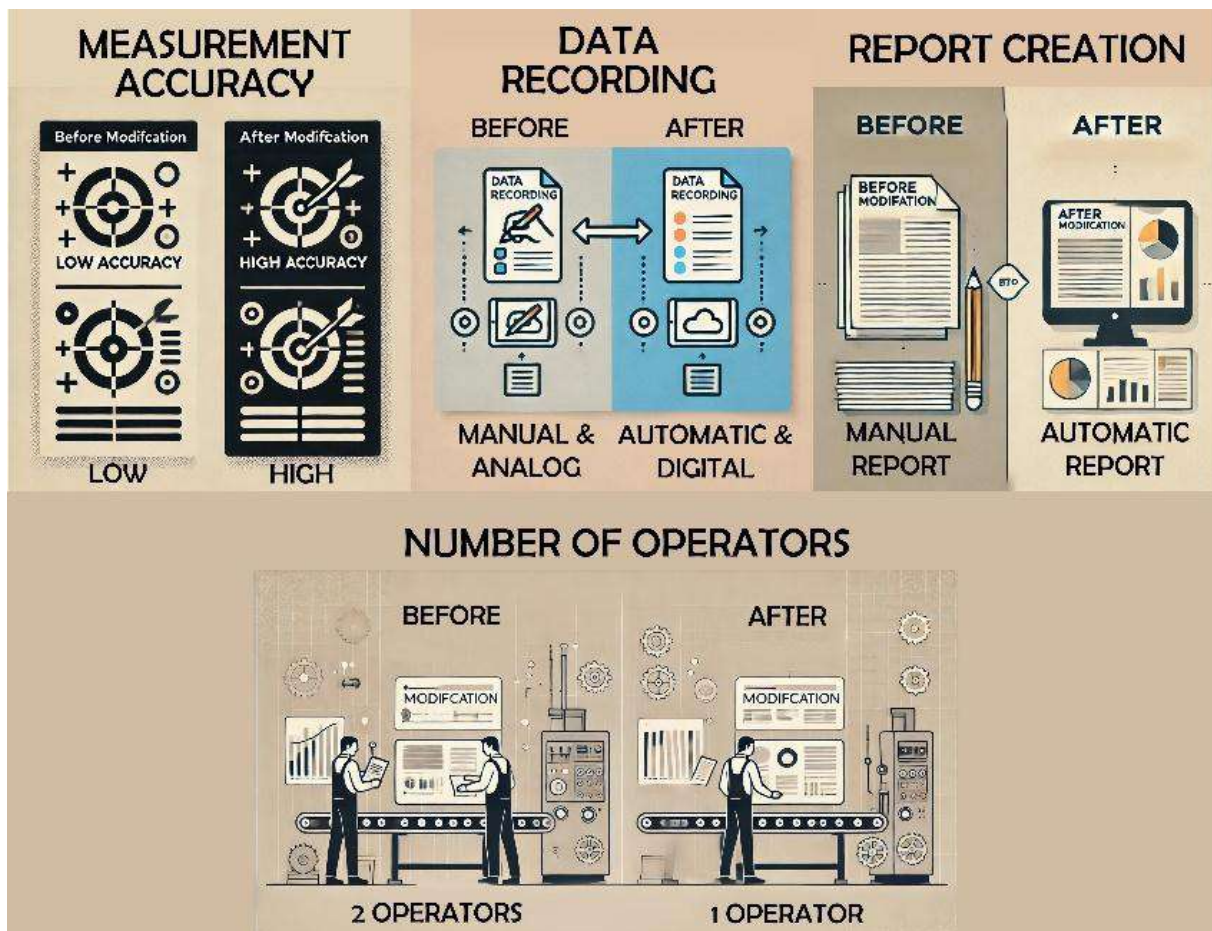 MEASUREMENT
ACCURACY
Before Modifcation
After Modifcation
LOW ACCURACY
HIGH ACCURACY
LOW
HIGH
DATA
RECORDING
BEFORE
AFTER
DATA
RECORDING
DATA
RECORDING
MANUAL &
ANALOG
AUTOMATIC &
DIGITAL
REPORT CREATION
BEFORE
AFTER
BEFORE
MODIFATION
AFTER
MODIFCATION
MANUAL
REPORT
AUTOMATIC
REPORT
NUMBER OF OPERATORS
BEFORE
AFTER
MODIFCATION
MODIFCATION
2 OPERATORS
1 OPERATOR